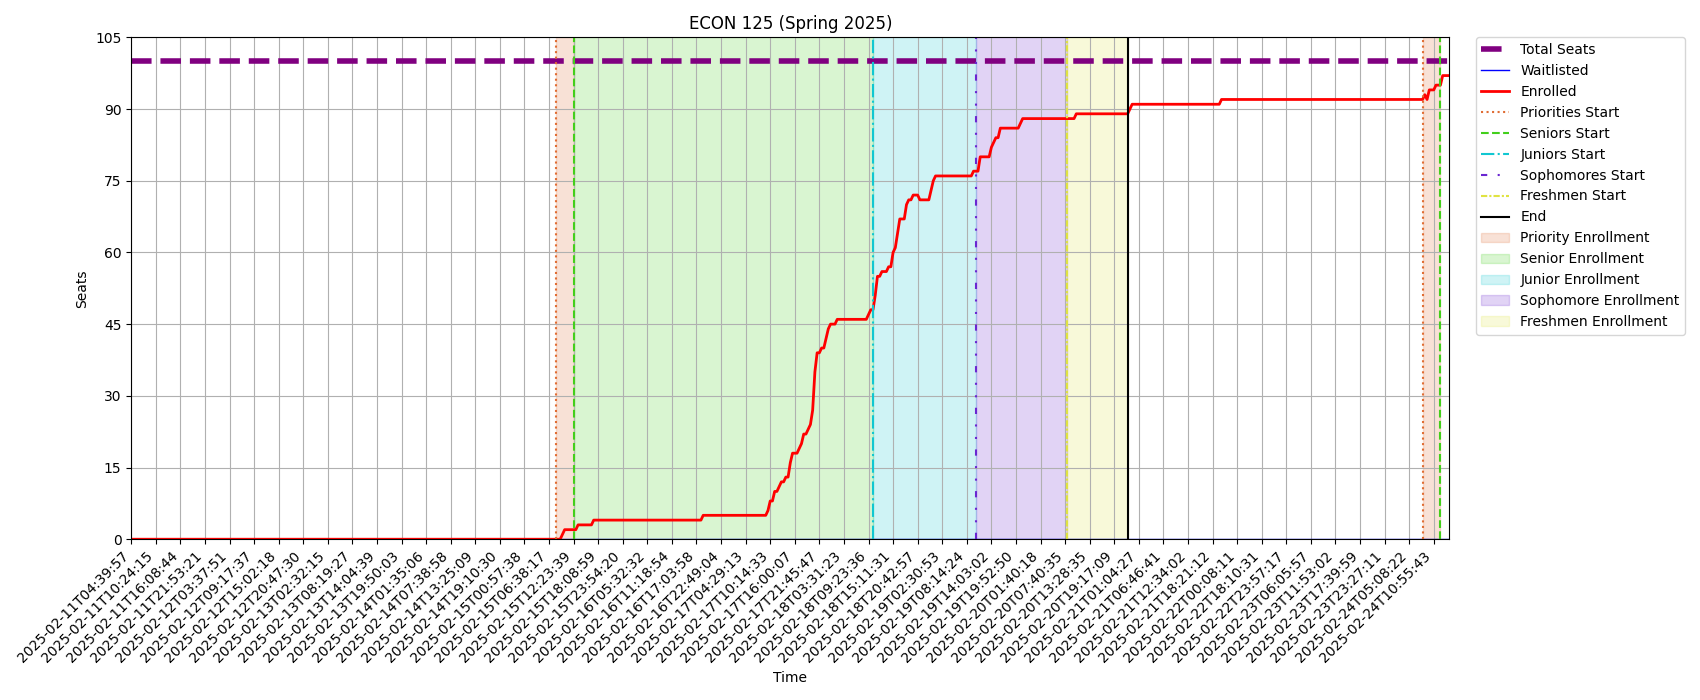 ECON 125 (Spring 2025)
105
90
75
60
45
30
15
0
Seats
2025-02-11T04:39:57
2025-02-11T10:24:15
2025-02-11T16:08:44
2025-02-11T21:53:21
2025-02-12T03:37:51
2025-02-12T09:17:37
2025-02-12T15:02:18
2025-02-12T20:47:30
2025-02-13T02:32:15
2025-02-13T08:19:27
2025-02-13T14:04:39
2025-02-13T19:50:03
2025-02-14T01:35:06
2025-02-14T07:38:58
2025-02-14T13:25:09
2025-02-14T19:10:30
2025-02-15T00:57:38
2025-02-15T06:38:17
2025-02-15T12:23:39
2025-02-15T18:08:59
2025-02-15T23:54:20
2025-02-16T05:32:32
2025-02-16T11:18:54
2025-02-16T17:03:58
2025-02-16T22:49:04
2025-02-17T04:29:13
2025-02-17T10:14:33
2025-02-17T16:00:07
2025-02-17T21:45:47
2025-02-18T03:31:23
2025-02-18T09:23:36
2025-02-18T15:11:31
2025-02-18T20:42:57
2025-02-19T02:30:53
2025-02-19T08:14:24
2025-02-19T14:03:02
2025-02-19T19:52:50
2025-02-20T01:40:18
2025-02-20T07:40:35
2025-02-20T13:28:35
2025-02-20T19:17:09
2025-02-21T01:04:27
2025-02-21T06:46:41
2025-02-21T12:34:02
2025-02-21T18:21:12
2025-02-22T00:08:11
2025-02-22T18:10:31
2025-02-22T23:57:17
2025-02-23T06:05:57
2025-02-23T11:53:02
2025-02-23T17:39:59
2025-02-23T23:27:11
2025-02-24T05:08:22
2025-02-24T10:55:43
Time
Total Seats
Waitlisted
Enrolled
Priorities Start
Seniors Start
Juniors Start
Sophomores Start
Freshmen Start
End
Priority Enrollment
Senior Enrollment
Junior Enrollment
Sophomore Enrollment
Freshmen Enrollment